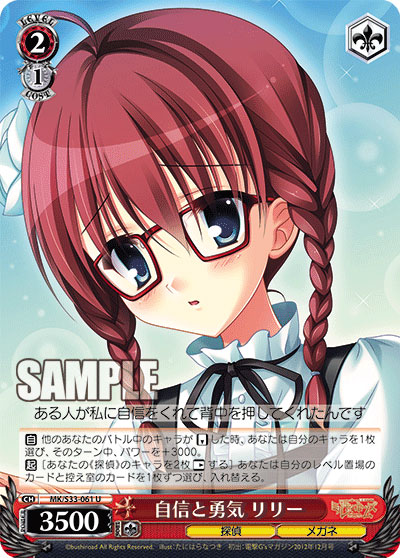 LEVEL
2
1
COST
SAMPLE
ある人が私に自信をくれて背中を押してくれたんです
自 他のあなたのバトル中のキャラが【】した時、あなたは自分のキャラを1枚
選び、そのターン中、パワーを+3000。
起［あなたの《探偵》のキャラを2枚【】する］ あなたは自分のレベル置場の
カードと控え室のカードを1枚ずつ選び、入れ替える。
CH MK/S33-061 U
自信と勇気 リリー
3500
探偵 メガネ
©bushiroad All Rights Reserved. illust:たにはらなつき 初出:電撃G'sマガジン2012年12月号